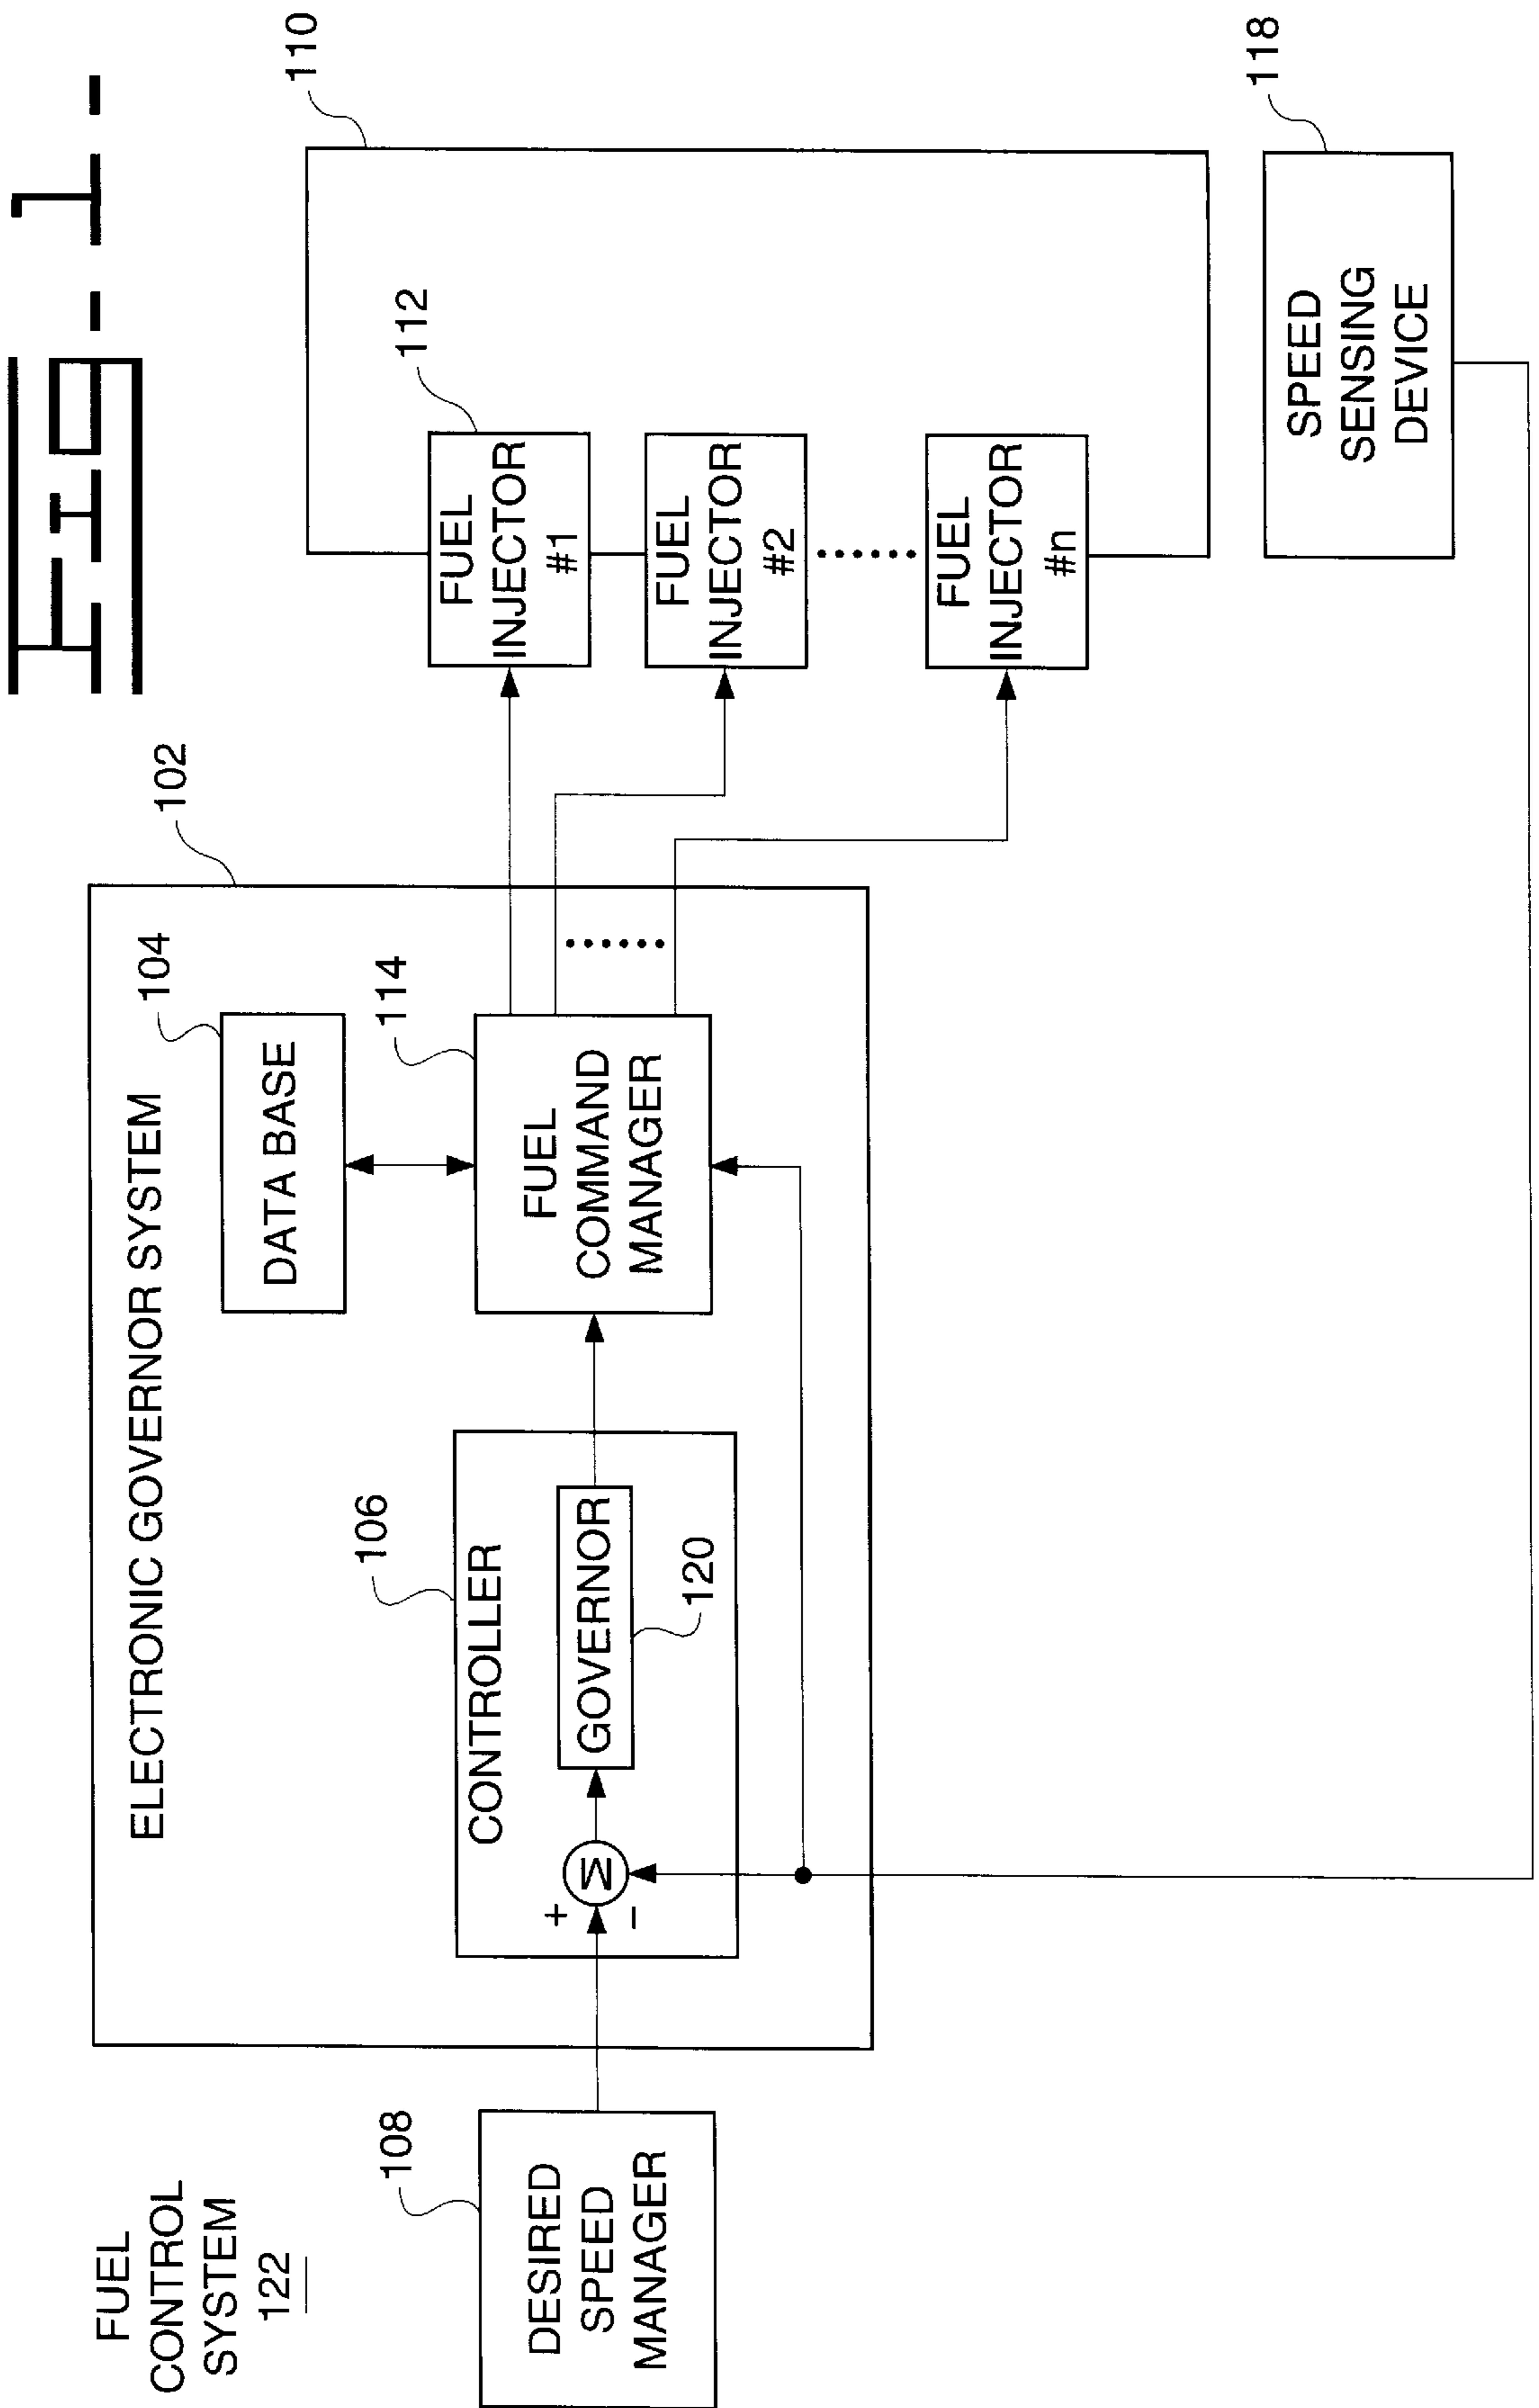 FIG. 1.
FUEL
CONTROL
SYSTEM
122
ELECTRONIC GOVERNOR SYSTEM
102
DATA BASE
104
108
DESIRED
SPEED
MANAGER
CONTROLLER
106
+
Σ
−
GOVERNOR
120
FUEL
COMMAND
MANAGER
114
110
FUEL
INJECTOR
#1
112
FUEL
INJECTOR
#2
FUEL
INJECTOR
#n
SPEED
SENSING
DEVICE
118